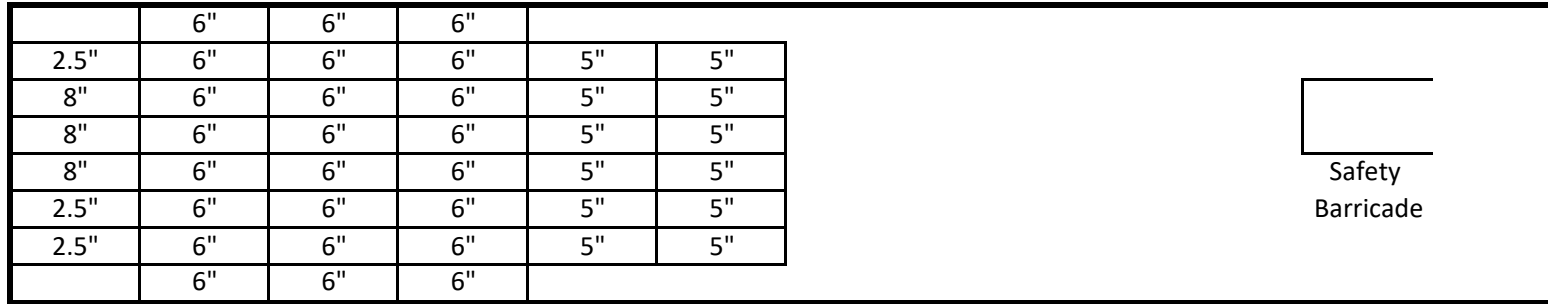 6" 6" 6"
2.5" 6" 6" 6" 5" 5"
8" 6" 6" 6" 5" 5"
8" 6" 6" 6" 5" 5"
8" 6" 6" 6" 5" 5" Safety
2.5" 6" 6" 6" 5" 5" Barricade
2.5" 6" 6" 6" 5" 5"
6" 6" 6"